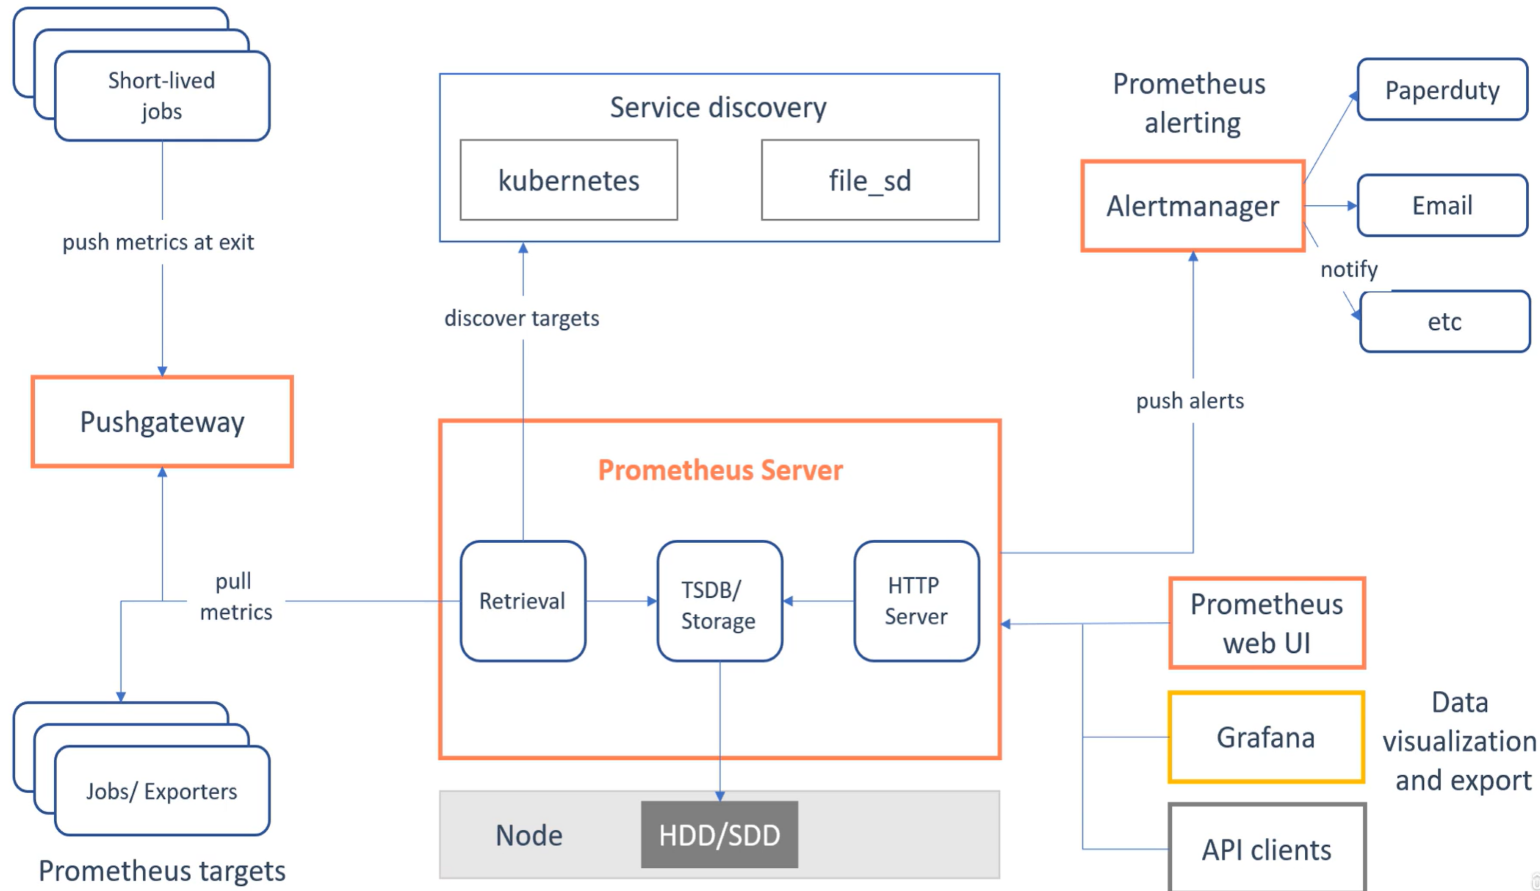 Short-lived
jobs
push metrics at exit
Pushgateway
pull
metrics
Jobs/ Exporters
Prometheus targets
Service discovery
kubernetes
file_sd
discover targets
Prometheus Server
Retrieval
TSDB/
Storage
HTTP
Server
Node
HDD/SDD
Prometheus
alerting
Alertmanager
Paperduty
Email
notify
etc
push alerts
Prometheus
web UI
Grafana
API clients
Data
visualization
and export